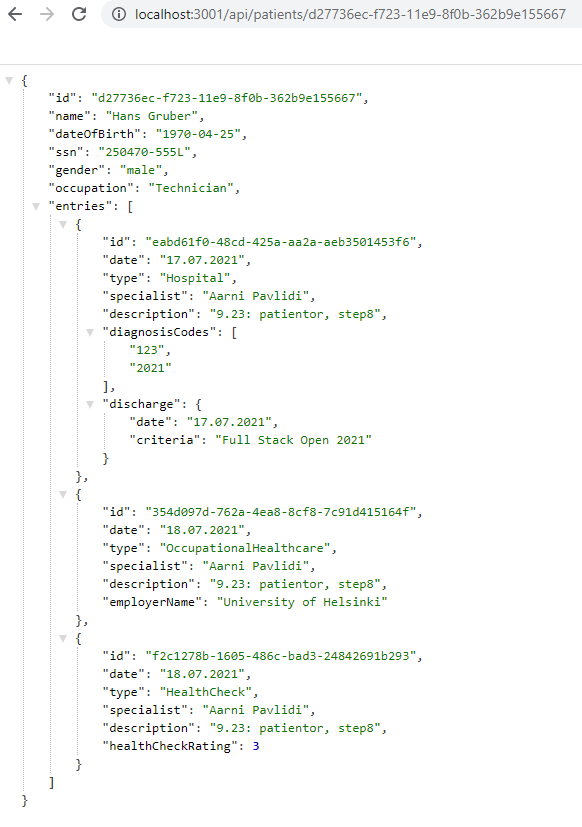 localhost:3001/api/patients/d27736ec-f723-11e9-8f0b-362b9e155667
{
"id": "d27736ec-f723-11e9-8f0b-362b9e155667",
"name": "Hans Gruber",
"dateOfBirth": "1970-04-25",
"ssn": "250470-555L",
"gender": "male",
"occupation": "Technician",
"entries": [
{
"id": "eabd61f0-48cd-425a-aa2a-aeb3501453f6",
"date": "17.07.2021",
"type": "Hospital",
"specialist": "Aarni Pavlidi",
"description": "9.23: patientor, step8",
"diagnosisCodes": [
"123",
"2021"
],
"discharge": {
"date": "17.07.2021",
"criteria": "Full Stack Open 2021"
}
},
{
"id": "354d097d-762a-4ea8-8cf8-7c91d415164f",
"date": "18.07.2021",
"type": "OccupationalHealthcare",
"specialist": "Aarni Pavlidi",
"description": "9.23: patientor, step8",
"employerName": "University of Helsinki"
},
{
"id": "f2c1278b-1605-486c-bad3-24842691b293",
"date": "18.07.2021",
"type": "HealthCheck",
"specialist": "Aarni Pavlidi",
"description": "9.23: patientor, step8",
"healthCheckRating": 3
}
]
}